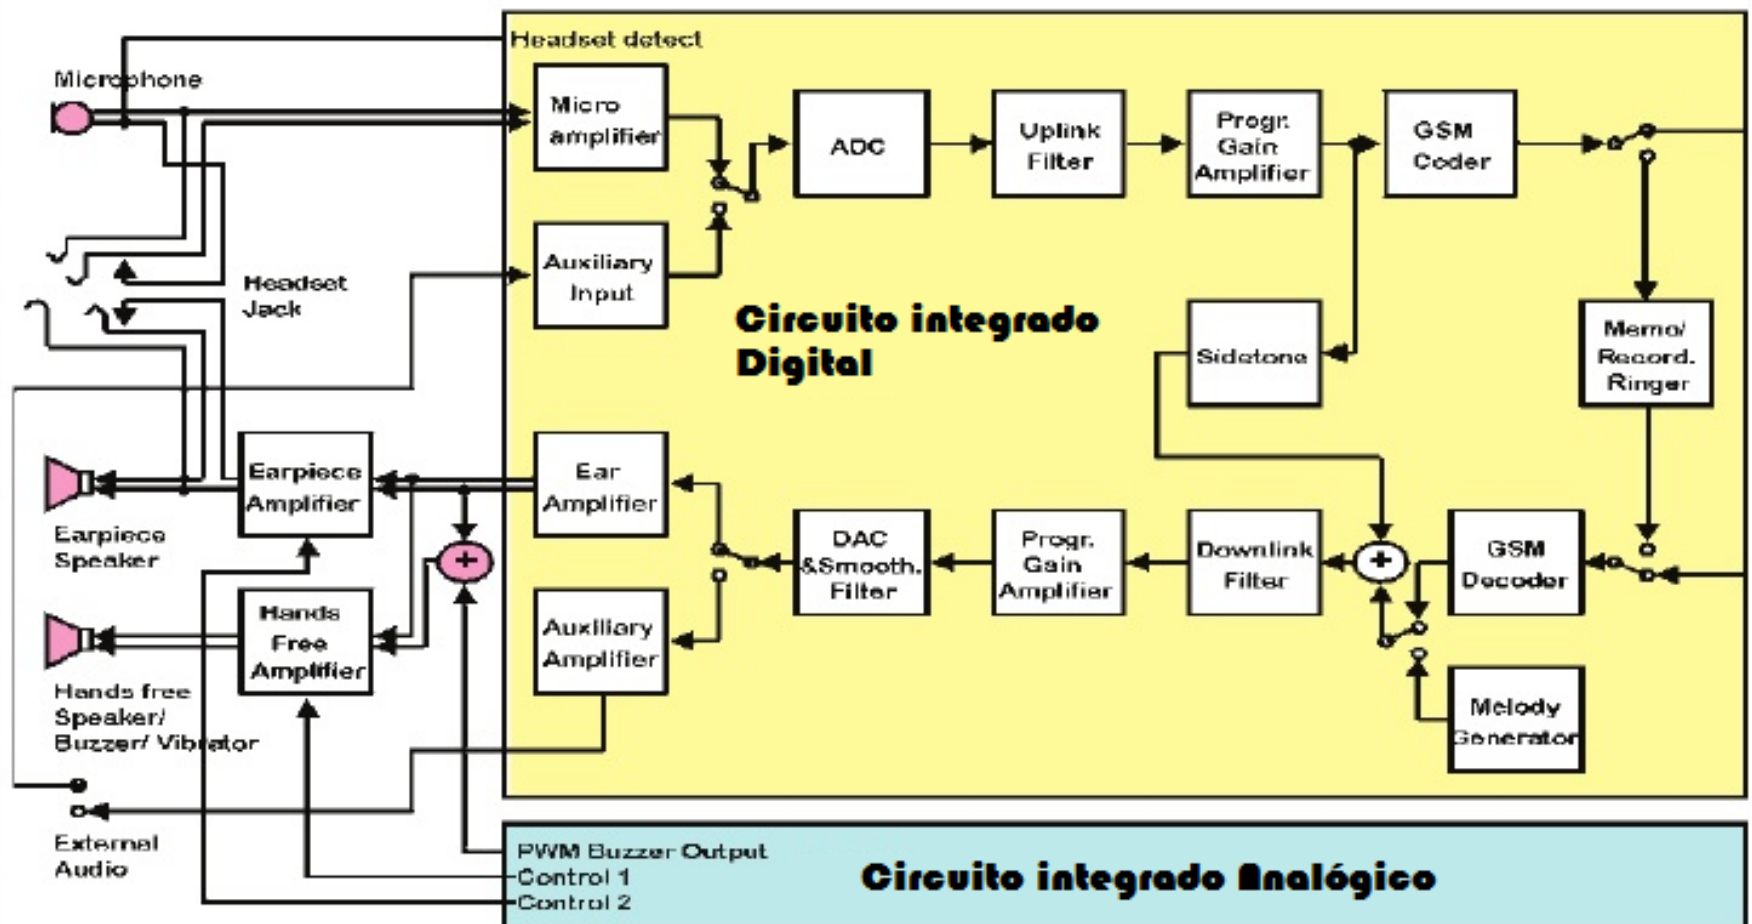 Headset detect
Microphone
Micro
amplifier
ADC
Uplink
Filter
Progr.
Gain
Amplifier
GSM
Coder
Auxiliary
Input
Headset
Jack
Circuito integrado
Digital
Sidetone
Memo/
Record.
Ringer
Earpiece
Amplifier
Ear
Amplifier
Earpiece
Speaker
DAC
&Smooth.
Filter
Progr.
Gain
Amplifier
Downlink
Filter
+
GSM
Decoder
+
Hands
Free
Amplifier
Auxiliary
Amplifier
Hands free
Speaker/
Buzzer/ Vibrator
Melody
Generator
External
Audio
PWM Buzzer Output
Control 1
Control 2
Circuito integrado Analógico